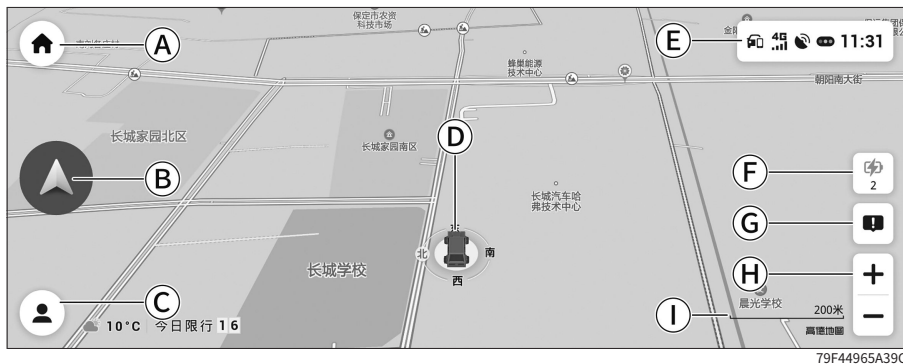 保定市农资
科技市场
A
E
4G
11:31
蜂巢能源
技术中心
朝阳南大街
长城家园北区
长城家园南区
D
B
F
2
长城汽车哈
弗技术中心
G
北
南
西
长城学校
H
C
晨光学校
I
200米
10°C 今日限行 1 6
高德地图
79F44965A39C